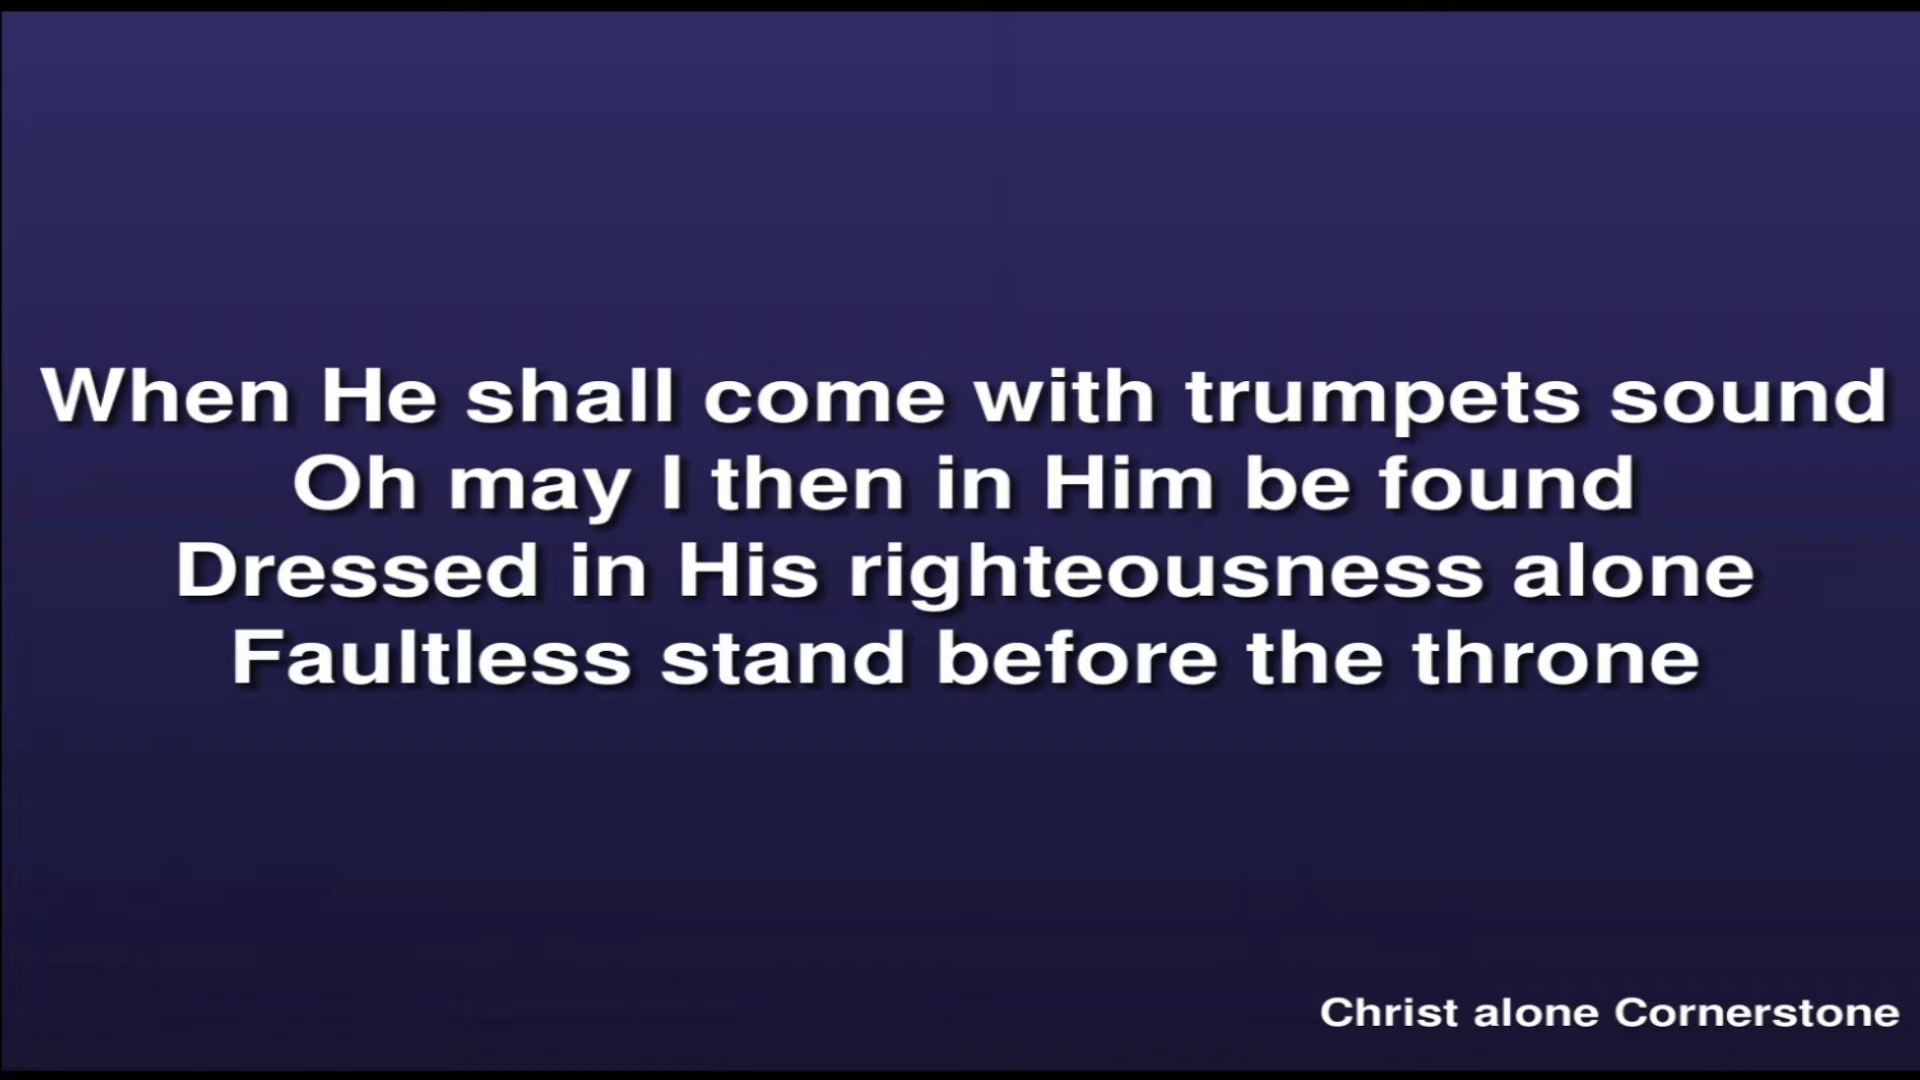 When He shall come with trumpets sound
Oh may I then in Him be found
Dressed in His righteousness alone
Faultless stand before the throne
Christ alone Cornerstone